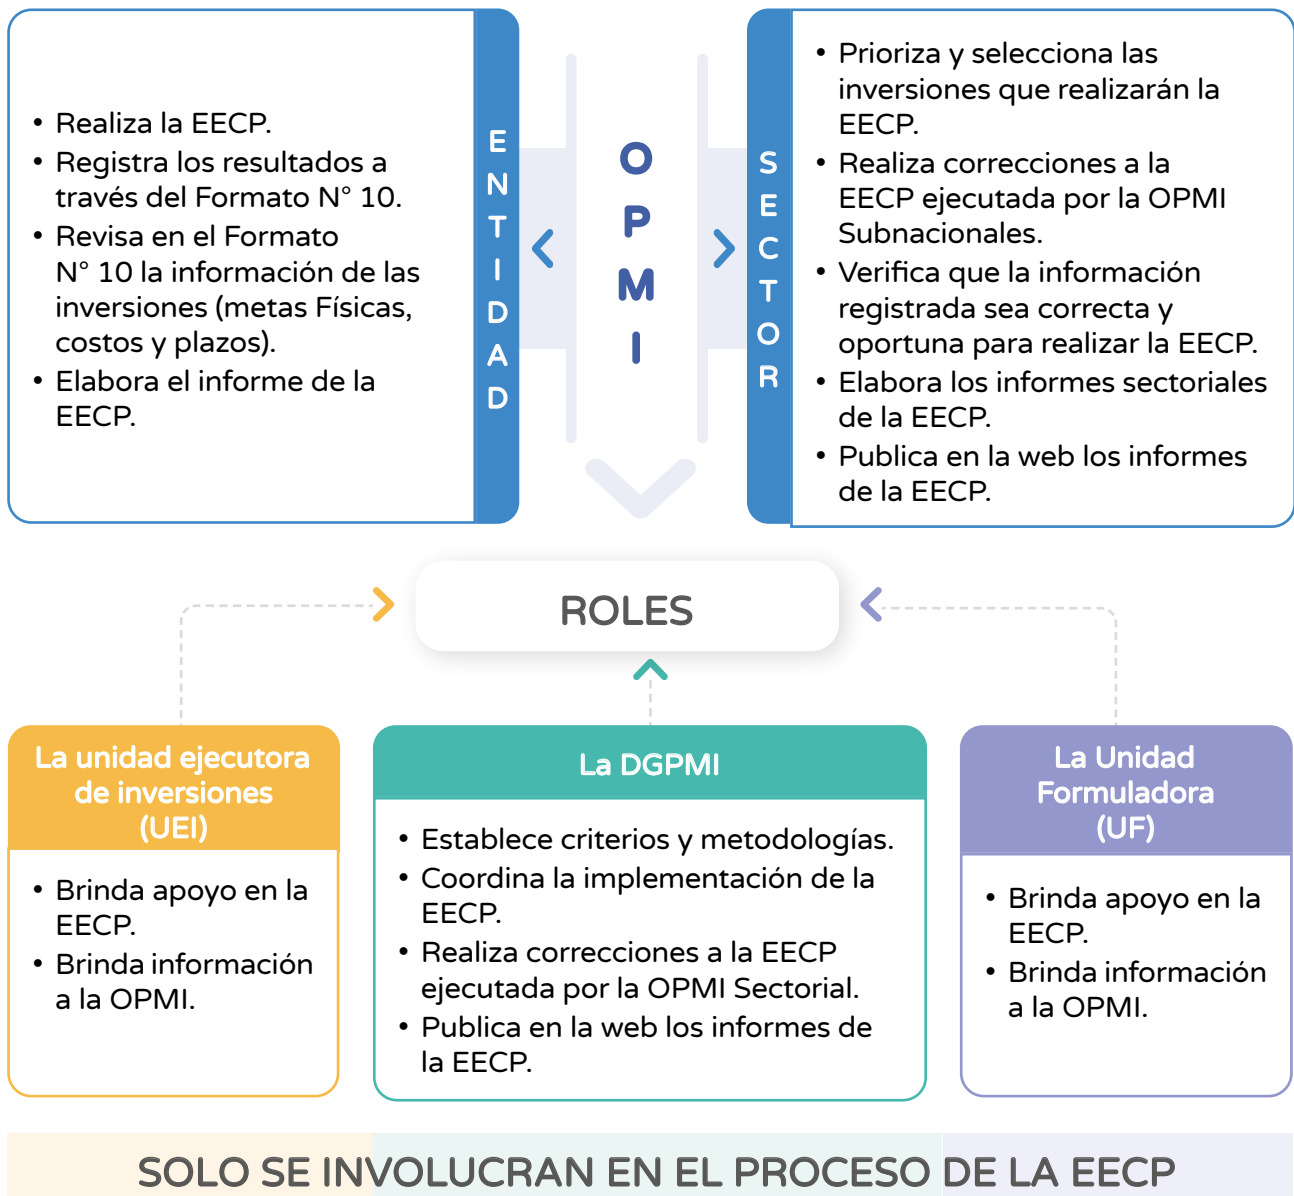 • Realiza la EECP.
• Registra los resultados a
través del Formato N° 10.
• Revisa en el Formato
N° 10 la información de las
inversiones (metas Físicas,
costos y plazos).
• Elabora el informe de la
EECP.
ENTIDAD
OPMI
SECTOR
• Prioriza y selecciona las
inversiones que realizarán la
EECP.
• Realiza correcciones a la
EECP ejecutada por la OPMI
Subnacionales.
• Verifica que la información
registrada sea correcta y
oportuna para realizar la EECP.
• Elabora los informes sectoriales
de la EECP.
• Publica en la web los informes
de la EECP.
ROLES
La unidad ejecutora
de inversiones
(UEI)
• Brinda apoyo en la
EECP.
• Brinda información
a la OPMI.
La DGPMI
• Establece criterios y metodologías.
• Coordina la implementación de la
EECP.
• Realiza correcciones a la EECP
ejecutada por la OPMI Sectorial.
• Publica en la web los informes de
la EECP.
La Unidad
Formuladora
(UF)
• Brinda apoyo en la
EECP.
• Brinda información
a la OPMI.
SOLO SE INVOLUCRAN EN EL PROCESO DE LA EECP